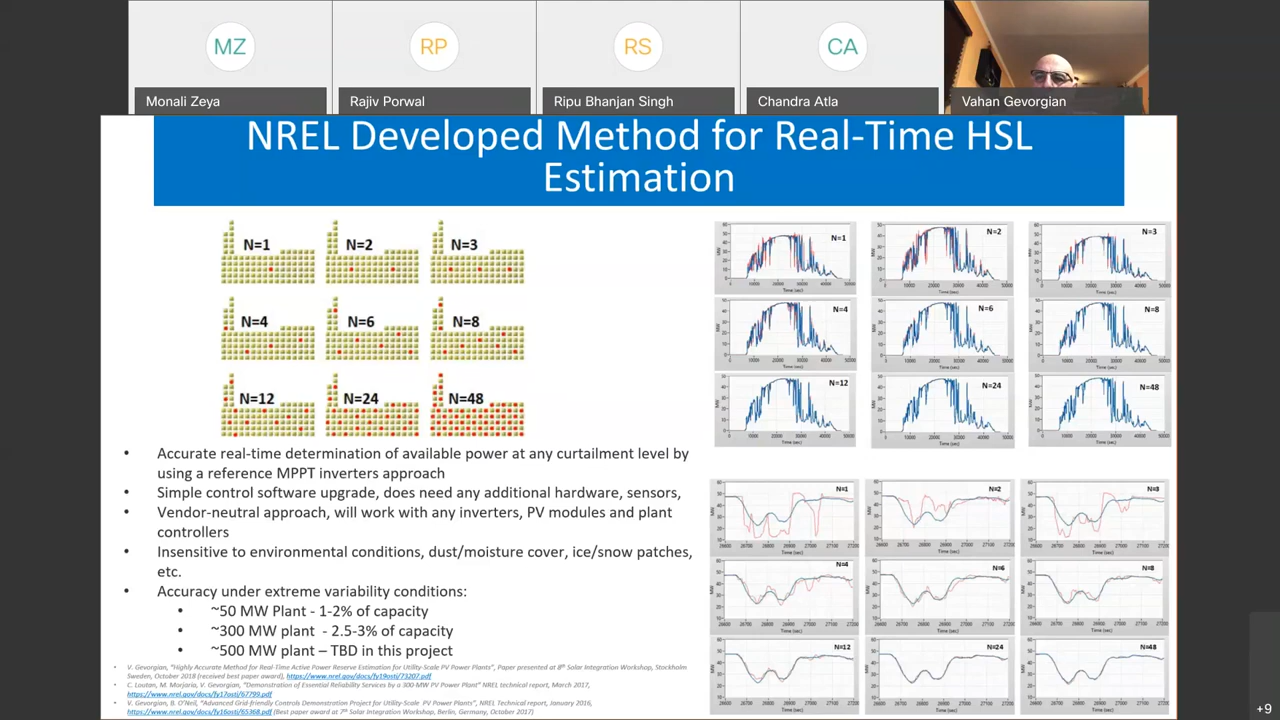 MZ
RP
RS
CA
Monali Zeya
Rajiv Porwal
Ripu Bhanjan Singh
Chandra Atla
Vahan Gevorgian
NREL Developed Method for Real-Time HSL
Estimation
N=1
N=2
N=3
N=4
N=6
N=8
N=12
N=24
N=48
N=1
N=2
N=3
N=4
N=6
N=8
N=12
N=24
N=48
MW
Time (sec)
• Accurate real-time determination of available power at any curtailment level by
using a reference MPPT inverters approach
• Simple control software upgrade, does need any additional hardware, sensors,
• Vendor-neutral approach, will work with any inverters, PV modules and plant
controllers
• Insensitive to environmental conditions, dust/moisture cover, ice/snow patches,
etc.
• Accuracy under extreme variability conditions:
• ~50 MW Plant - 1-2% of capacity
• ~300 MW plant - 2.5-3% of capacity
• ~500 MW plant – TBD in this project
N=1
N=2
N=3
N=4
N=6
N=8
N=12
N=24
N=48
• V. Gevorgian, "Highly Accurate Method for Real-Time Active Power Reserve Estimation for Utility-Scale PV Power Plants", Paper presented at 8th Solar Integration Workshop, Stockholm
Sweden, October 2018 (received best paper award), https://www.nrel.gov/docs/fy19osti/73207.pdf
• C. Loutan, M. Morjaria, V. Gevorgian, "Demonstration of Essential Reliability Services by a 300-MW PV Power Plant" NREL technical report, March 2017,
https://www.nrel.gov/docs/fy17osti/67799.pdf
• V. Gevorgian, B. O'Neil, "Advanced Grid-friendly Controls Demonstration Project for Utility-Scale PV Power Plants", NREL Technical report, January 2016,
https://www.nrel.gov/docs/fy16osti/65368.pdf (Best paper award at 7th Solar Integration Workshop, Berlin, Germany, October 2017)
+9